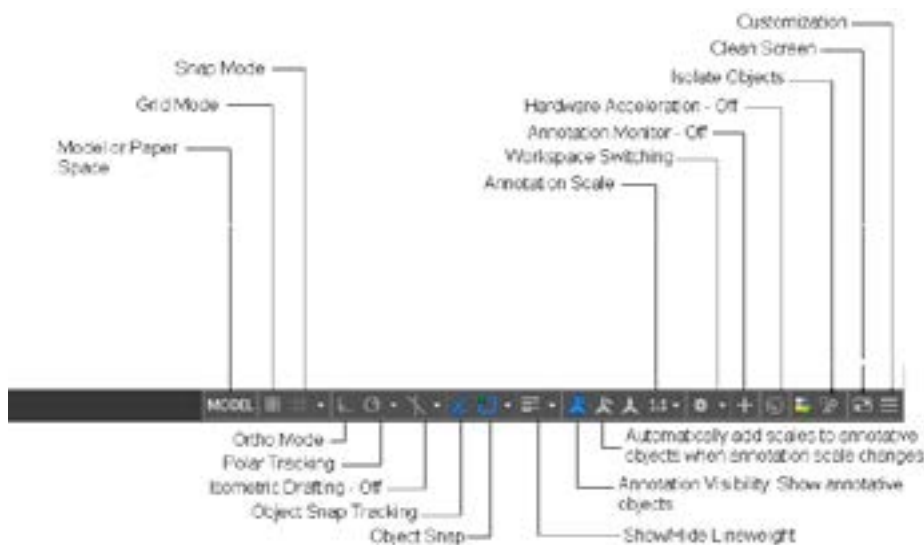 Customization
Clean Screen
Snap Mode
Isolate Objects
Grid Mode
Hardware Acceleration - Off
Annotation Monitor - Off
Model or Paper
Space
Workspace Switching
Annotation Scale
MODEL
1:1
Ortho Mode
Polar Tracking
Isometric Drafting - Off
Object Snap Tracking
Object Snap
Automatically add scales to annotative
objects when annotation scale changes
Annotation Visibility: Show annotative
objects
Show/Hide Lineweight